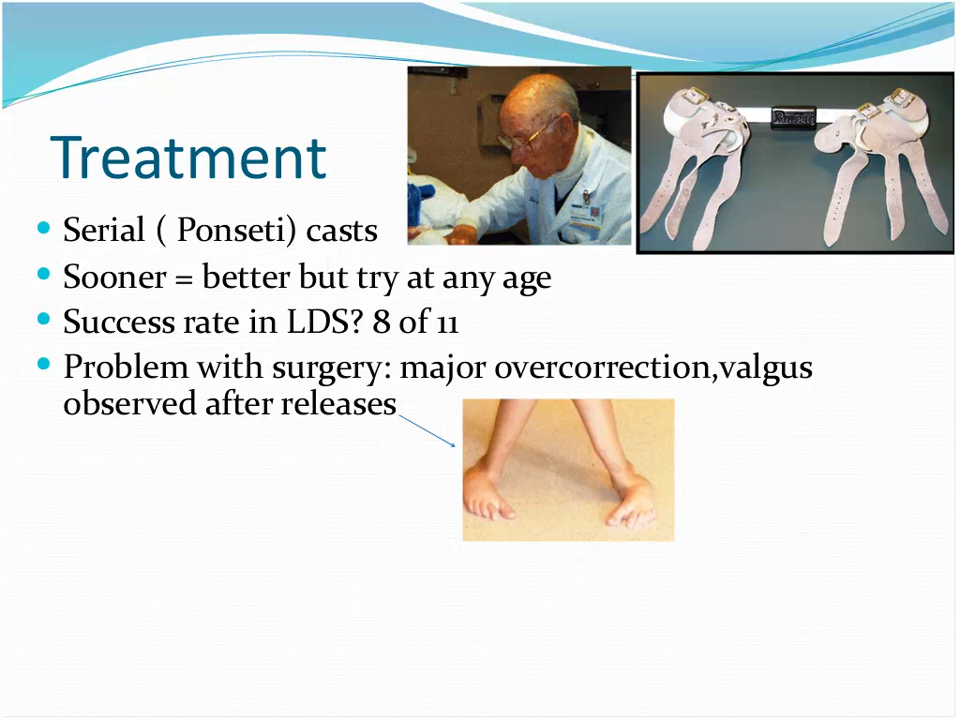 Treatment
Serial ( Ponseti) casts
Sooner = better but try at any age
Success rate in LDS? 8 of 11
Problem with surgery: major overcorrection,valgus
observed after releases